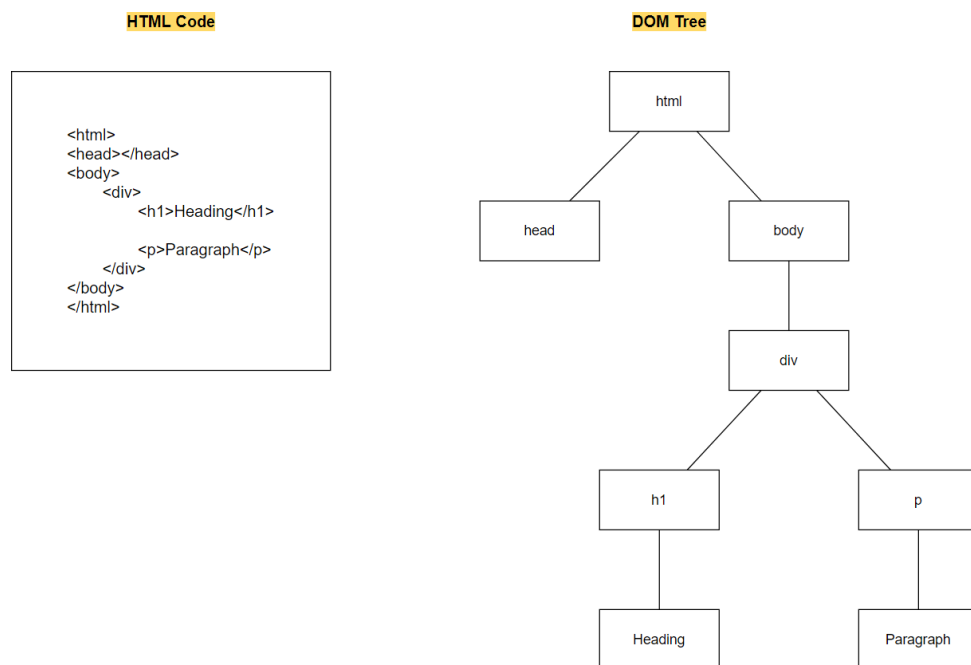 HTML Code
DOM Tree
<html>
<head></head>
<body>
<div>
<h1>Heading</h1>
<p>Paragraph</p>
</div>
</body>
</html>
html
head
body
div
h1
p
Heading
Paragraph